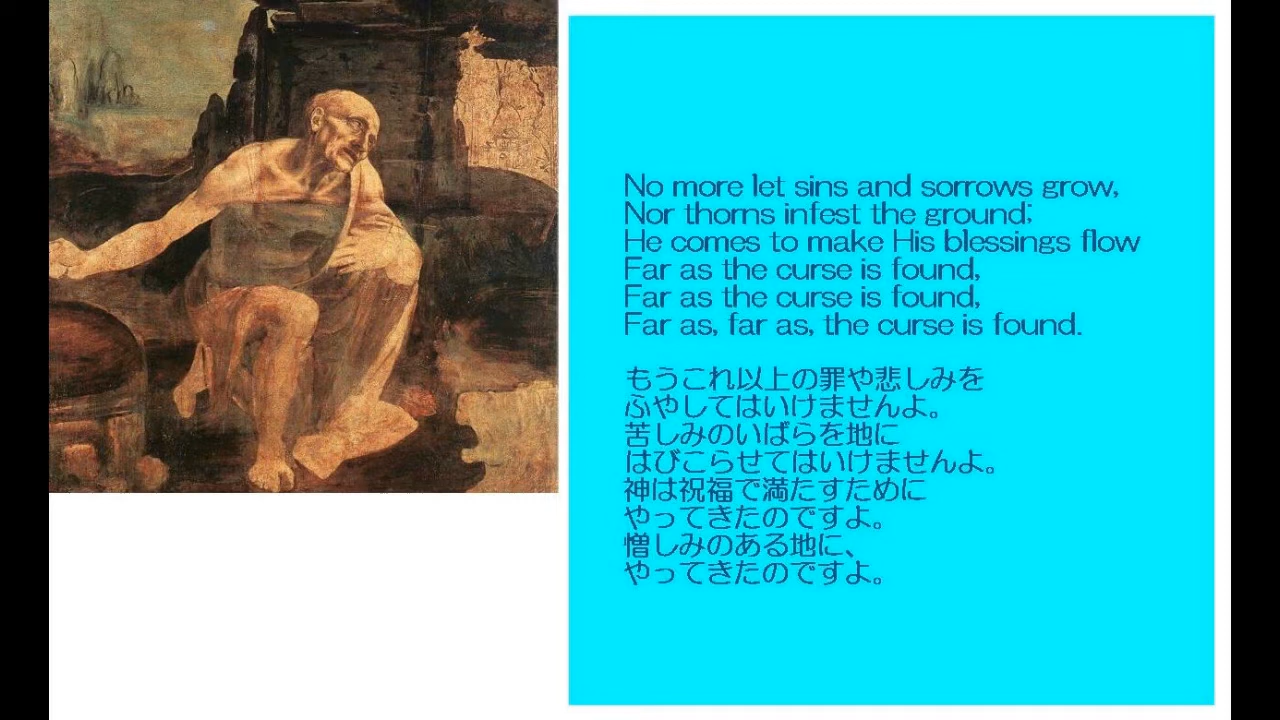 No more let sins and sorrows grow,
Nor thorns infest the ground;
He comes to make His blessings flow
Far as the curse is found,
Far as the curse is found,
Far as, far as, the curse is found.
もうこれ以上の罪や悲しみを
ふやしてはいけませんよ。
苦しみのいばらを地に
はびこらせてはいけませんよ。
神は祝福で満たすために
やってきたのですよ。
憎しみのある地に、
やってきたのですよ。